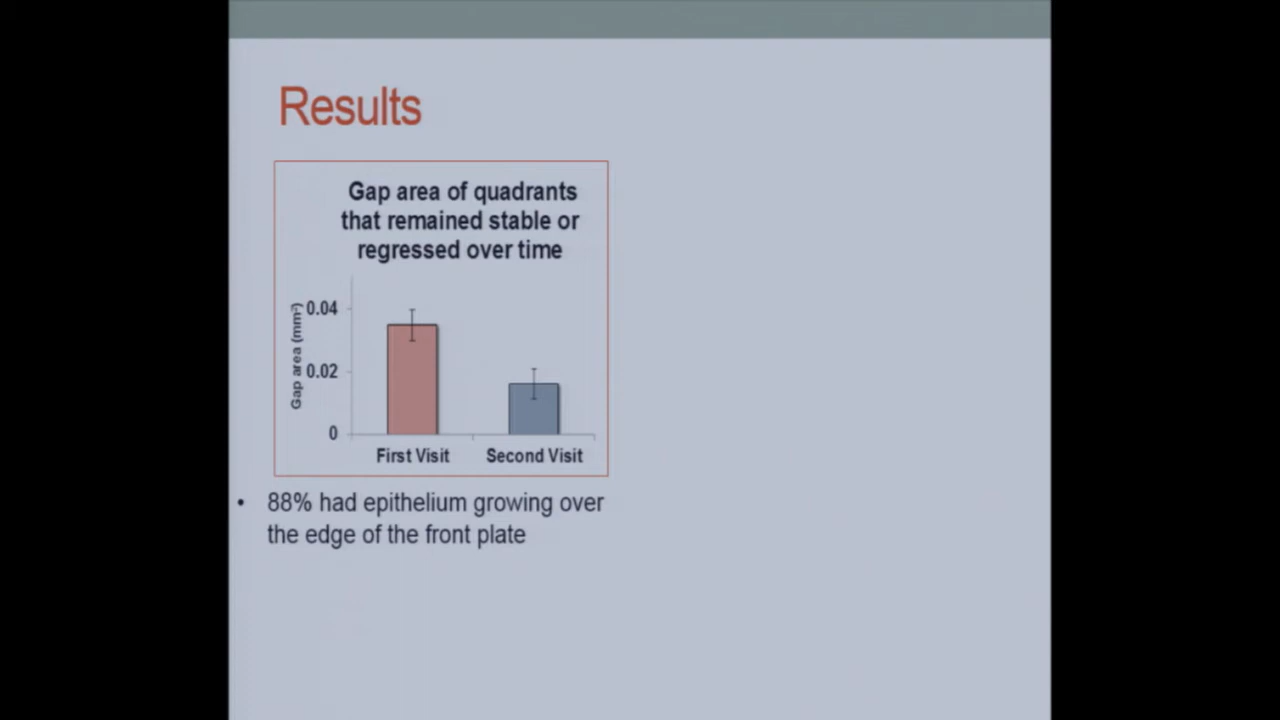 Results
Gap area of quadrants
that remained stable or
regressed over time
Gap area (mm²)
0.04
0.02
0
First Visit
Second Visit
• 88% had epithelium growing over
the edge of the front plate